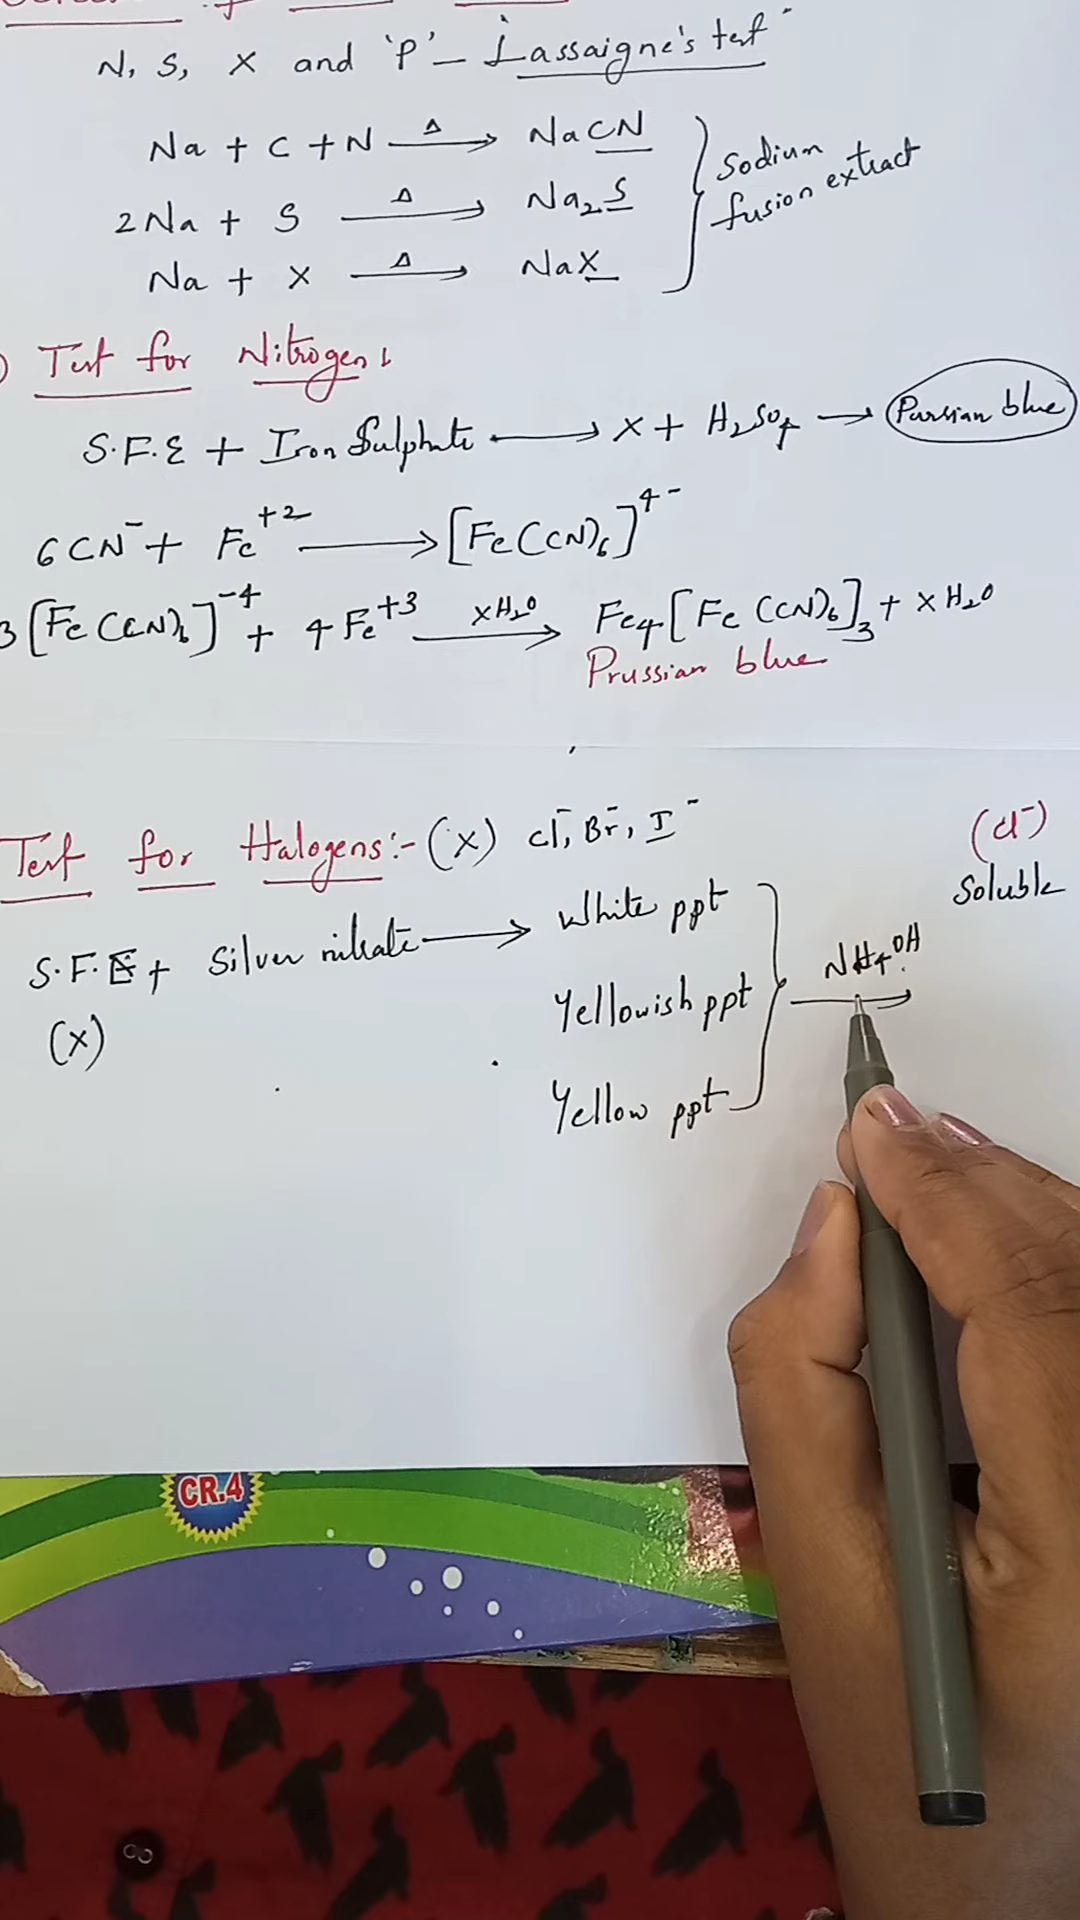 N, S, X and 'P' – Lassaigne's test
Na + C + N —Δ→ NaCN
2Na + S —Δ→ Na₂S
Na + X —Δ→ NaX
Sodium
fusion extract
) Test for Nitrogen:
S.F.E + Iron Sulphate → X + H₂SO₄ → Purssian blue
6CN⁻ + Fe⁺² → [Fe(CN)₆]⁴⁻
3[Fe(CN)₆]⁻⁴ + 4Fe⁺³ —xH₂O→ Fe₄[Fe(CN)₆]₃ + xH₂O
Prussian blue
Test for Halogens:- (X) Cl⁻, Br⁻, I⁻
(Cl⁻)
Soluble
S.F.E + Silver nitrate → White ppt
NH₄OH
(X)
Yellowish ppt
Yellow ppt
CR.4